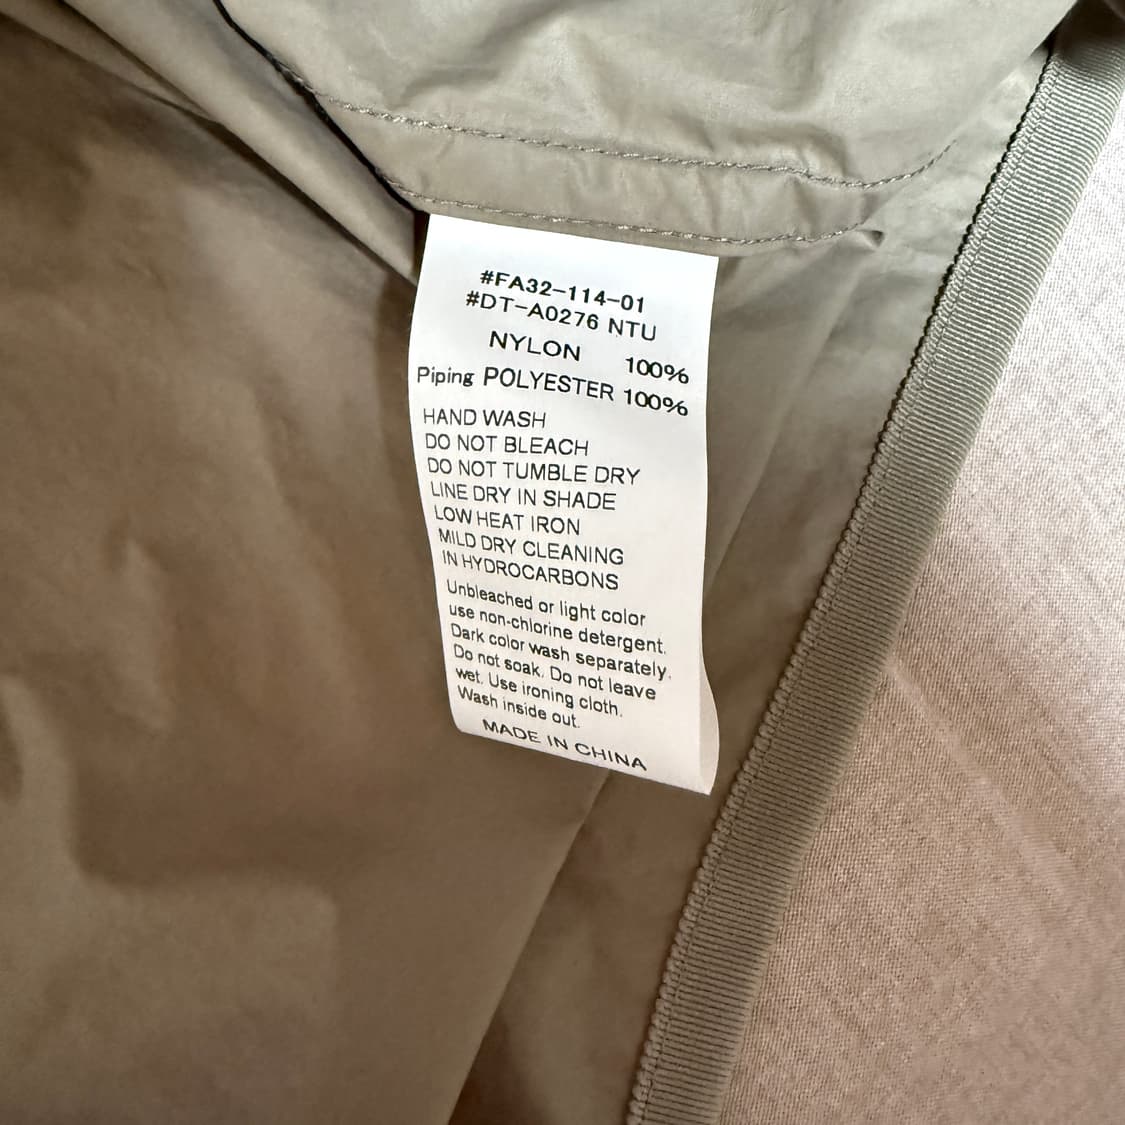 #FA32-114-01
#DT-A0276 NTU
NYLON 100%
Piping POLYESTER 100%
HAND WASH
DO NOT BLEACH
DO NOT TUMBLE DRY
LINE DRY IN SHADE
LOW HEAT IRON
MILD DRY CLEANING
IN HYDROCARBONS
Unbleached or light color
use non-chlorine detergent.
Dark color wash separately.
Do not soak. Do not leave
wet. Use ironing cloth.
Wash inside out.
MADE IN CHINA